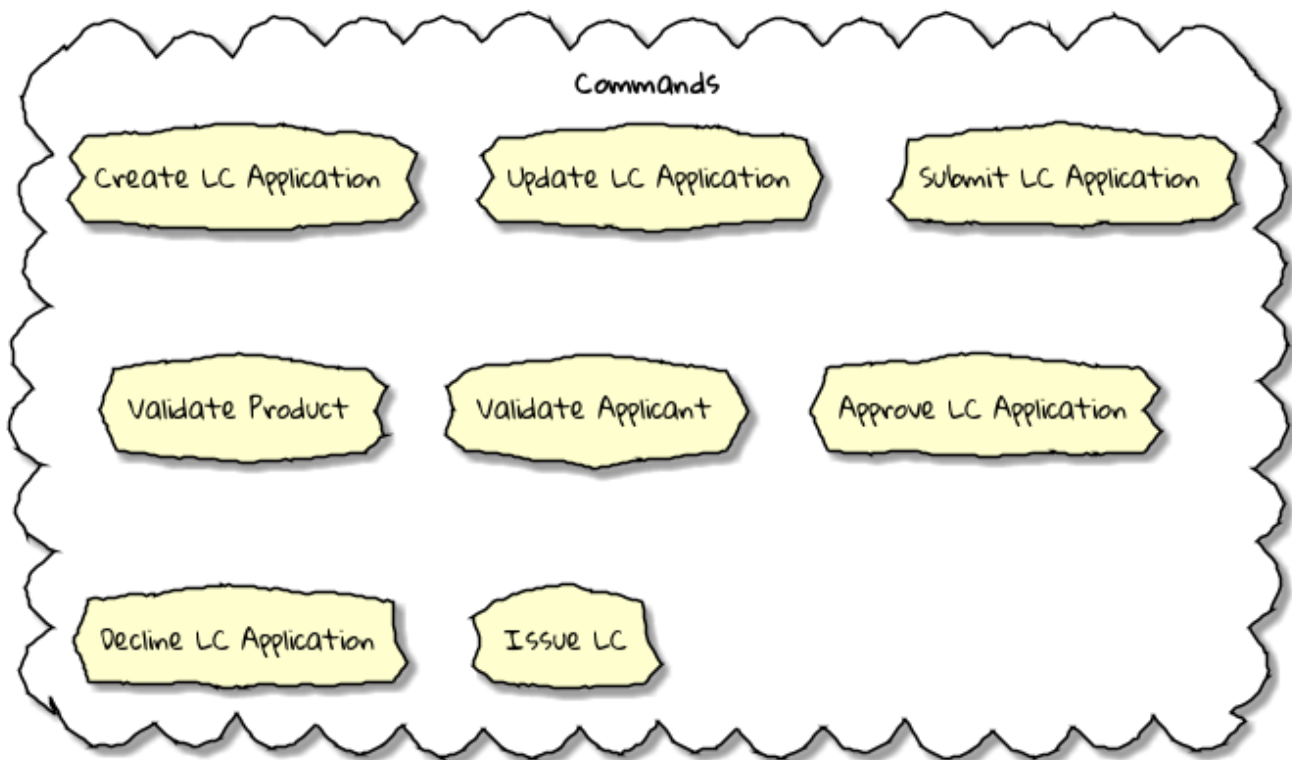 Commands
Create LC Application
Update LC Application
Submit LC Application
Validate Product
Validate Applicant
Approve LC Application
Decline LC Application
Issue LC